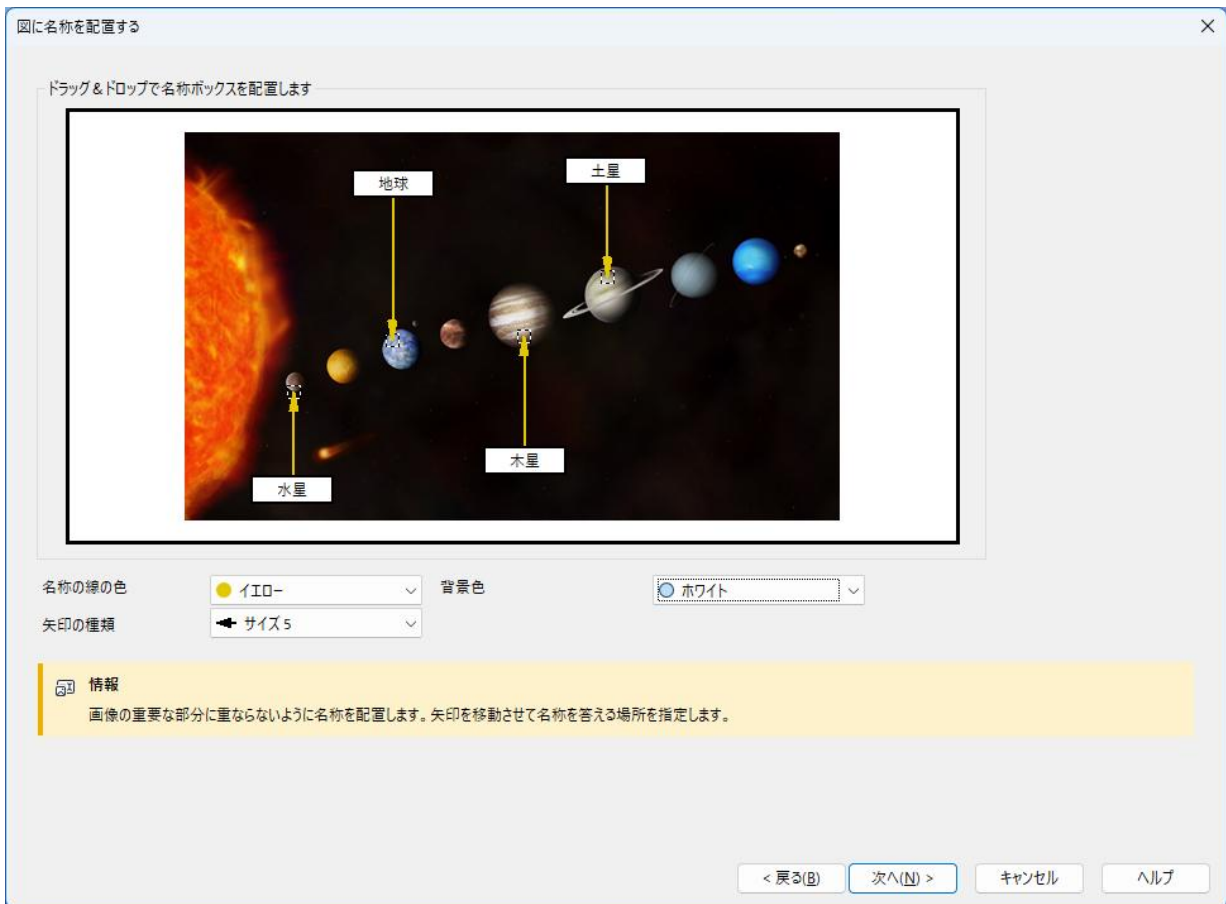 図に名称を配置する
ドラッグ&ドロップで名称ボックスを配置します
地球
土星
木星
水星
名称の線の色
イエロー
背景色
ホワイト
矢印の種類
サイズ 5
情報
画像の重要な部分に重ならないように名称を配置します。矢印を移動させて名称を答える場所を指定します。
< 戻る(B)
次へ(N) >
キャンセル
ヘルプ